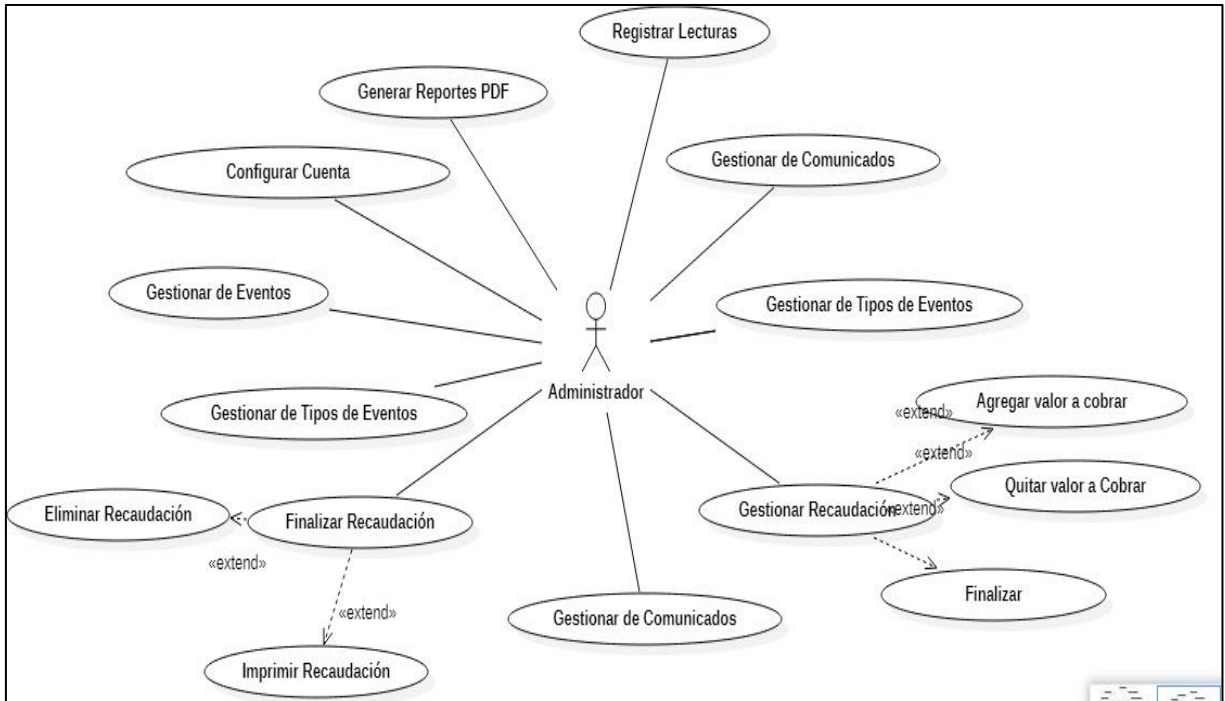 Registrar Lecturas
Generar Reportes PDF
Gestionar de Comunicados
Configurar Cuenta
Gestionar de Eventos
Gestionar de Tipos de Eventos
Administrador
Gestionar de Tipos de Eventos
Agregar valor a cobrar
«extend»
«extend»
Quitar valor a Cobrar
Gestionar Recaudación
«extend»
Eliminar Recaudación
Finalizar Recaudación
«extend»
Finalizar
«extend»
Gestionar de Comunicados
Imprimir Recaudación